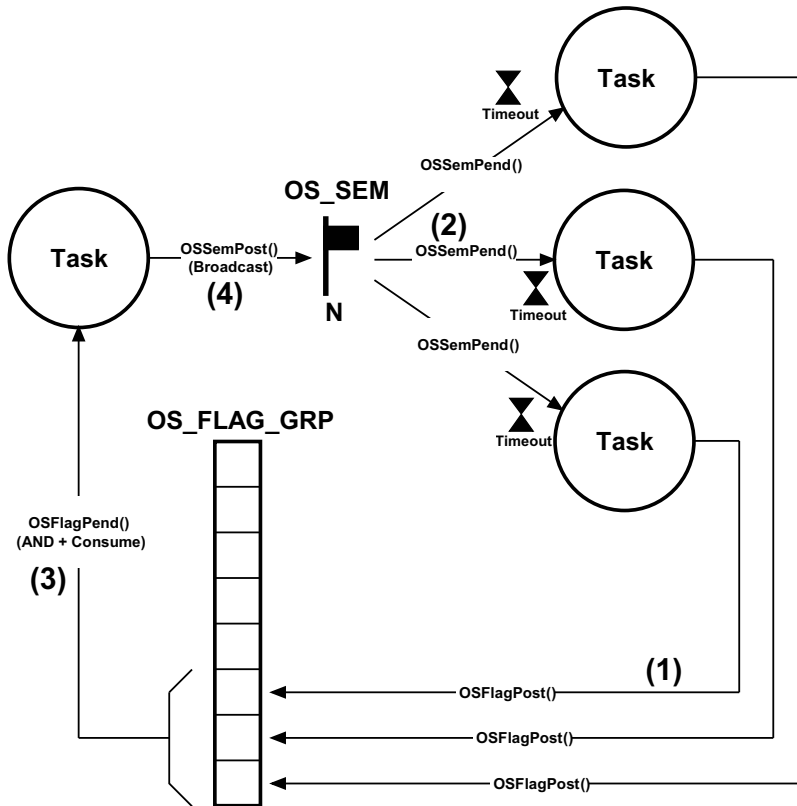 Task
Timeout
OSSemPend()
OS_SEM
(2)
Task
OSSemPost()
(Broadcast)
(4)
OSSemPend()
Task
Timeout
N
OSSemPend()
OS_FLAG_GRP
Timeout
Task
OSFlagPend()
(AND + Consume)
(3)
(1)
OSFlagPost()
OSFlagPost()
OSFlagPost()